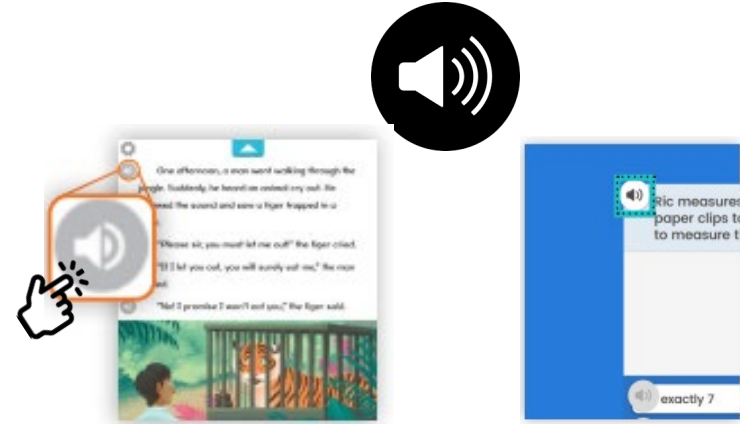 One afternoon, a man went walking through the
jungle. Suddenly, he heard an animal cry out. He
the sound and saw a tiger trapped in a
"Please sir, you must let me out!" the tiger cried.
"If I let you out, you will surely eat me," the man
"No! I promise I won't eat you," the tiger said.
Ric measures
paper clips to
to measure t
exactly 7